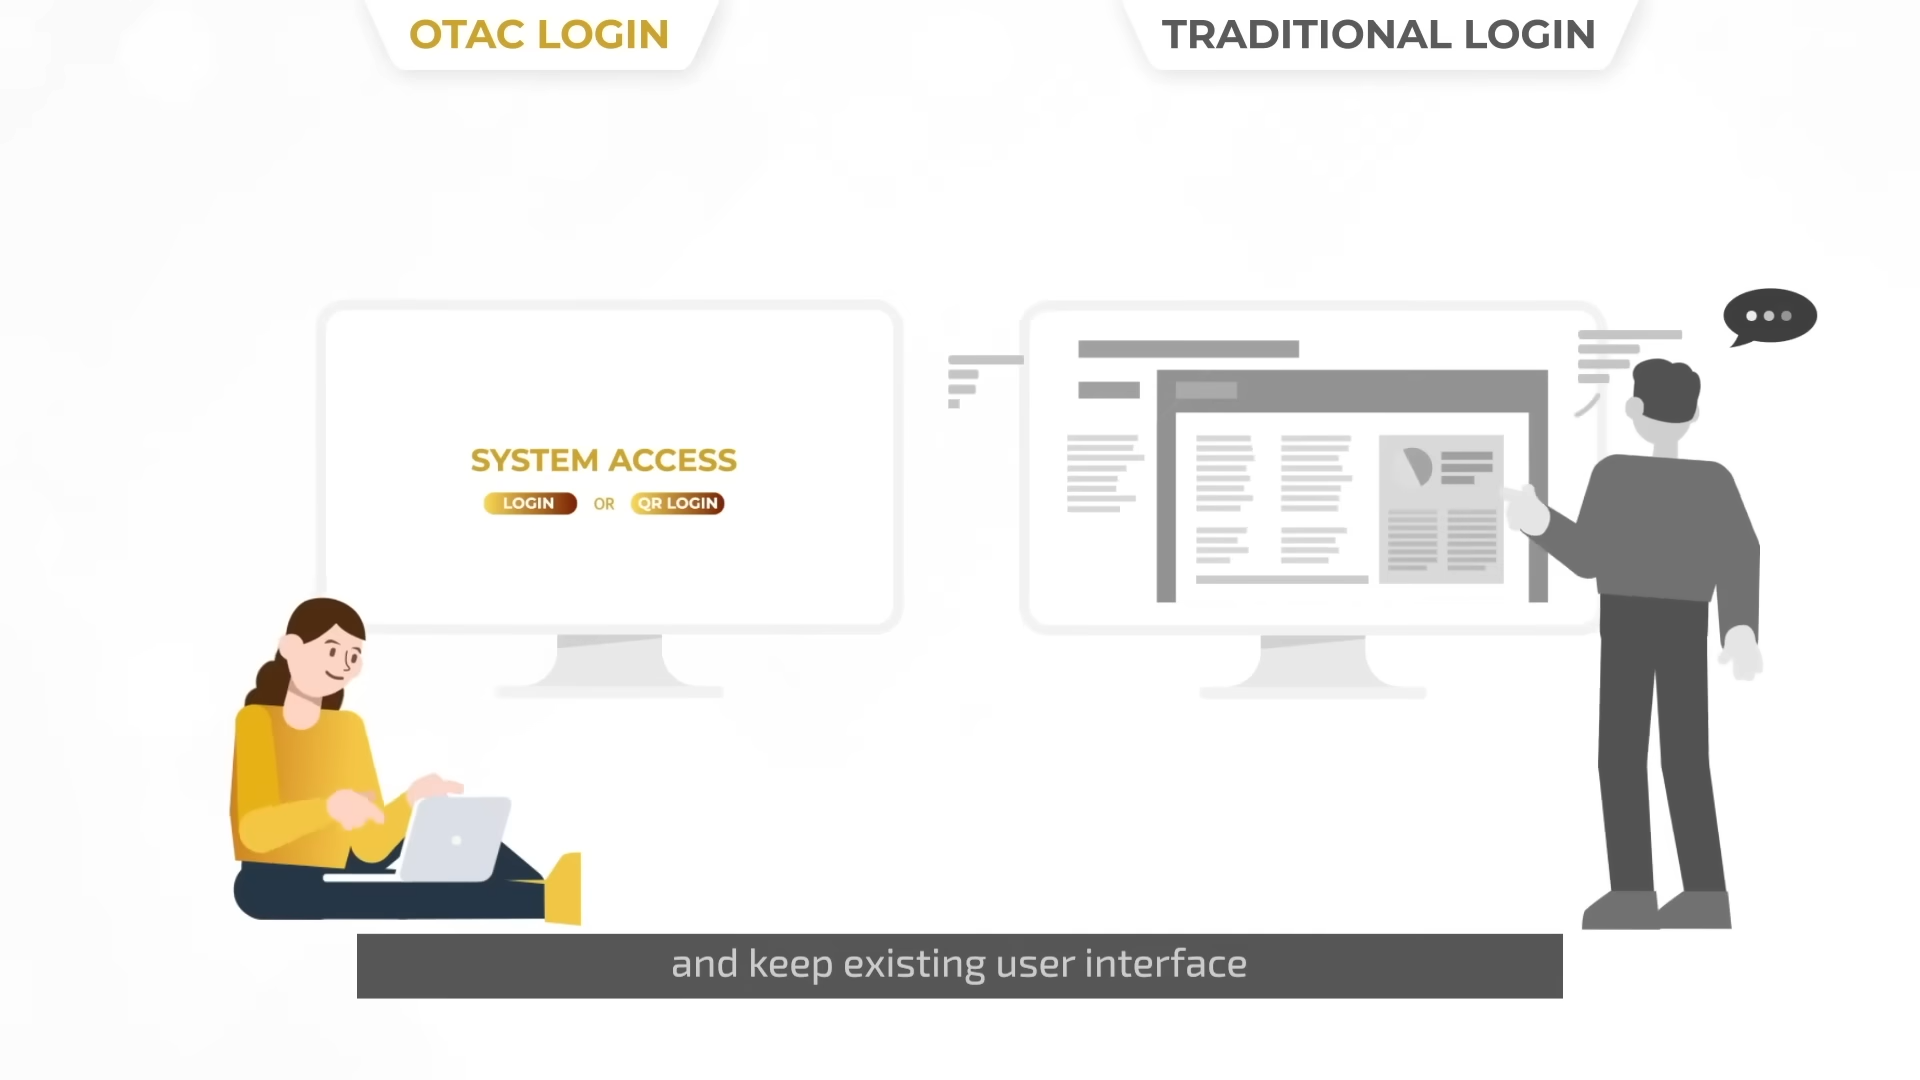 OTAC LOGIN
TRADITIONAL LOGIN
SYSTEM ACCESS
LOGIN OR QR LOGIN
and keep existing user interface